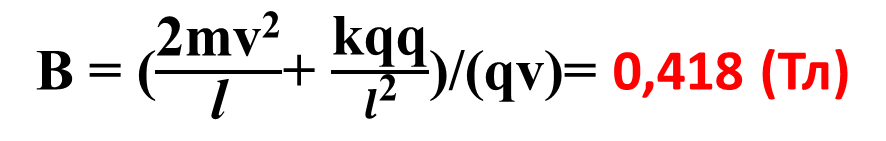 B = (2mv²/l + kqq/l²)/(qv)= 0,418 (Тл)